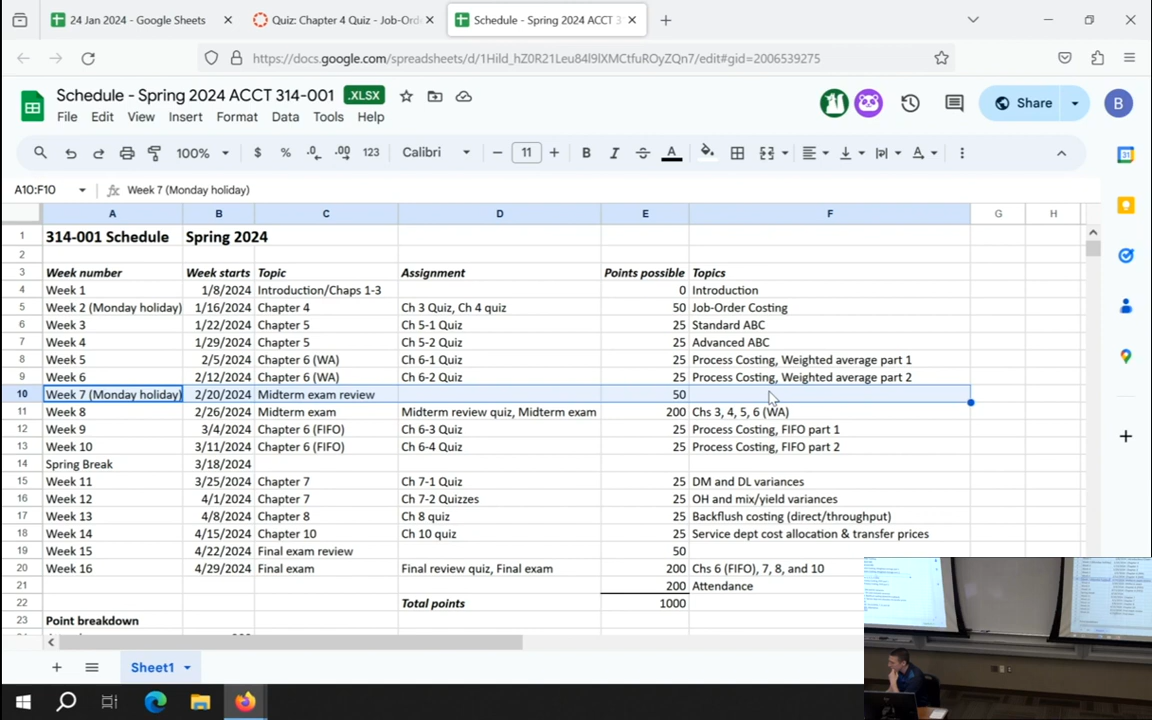 24 Jan 2024 - Google Sheets
Quiz: Chapter 4 Quiz - Job-Orde
Schedule - Spring 2024 ACCT 3
https://docs.google.com/spreadsheets/d/1Hild_hZ0R21Leu84l9lXMCtfuROyZQn7/edit#gid=2006539275
Schedule - Spring 2024 ACCT 314-001 .XLSX
File Edit View Insert Format Data Tools Help
Share
B
100% $ % .0 .00 123 Calibri - 11 + B I A
A10:F10 fx Week 7 (Monday holiday)
A B C D E F G H
1 314-001 Schedule Spring 2024
2
3 Week number Week starts Topic Assignment Points possible Topics
4 Week 1 1/8/2024 Introduction/Chaps 1-3 0 Introduction
5 Week 2 (Monday holiday) 1/16/2024 Chapter 4 Ch 3 Quiz, Ch 4 quiz 50 Job-Order Costing
6 Week 3 1/22/2024 Chapter 5 Ch 5-1 Quiz 25 Standard ABC
7 Week 4 1/29/2024 Chapter 5 Ch 5-2 Quiz 25 Advanced ABC
8 Week 5 2/5/2024 Chapter 6 (WA) Ch 6-1 Quiz 25 Process Costing, Weighted average part 1
9 Week 6 2/12/2024 Chapter 6 (WA) Ch 6-2 Quiz 25 Process Costing, Weighted average part 2
10 Week 7 (Monday holiday) 2/20/2024 Midterm exam review 50
11 Week 8 2/26/2024 Midterm exam Midterm review quiz, Midterm exam 200 Chs 3, 4, 5, 6 (WA)
12 Week 9 3/4/2024 Chapter 6 (FIFO) Ch 6-3 Quiz 25 Process Costing, FIFO part 1
13 Week 10 3/11/2024 Chapter 6 (FIFO) Ch 6-4 Quiz 25 Process Costing, FIFO part 2
14 Spring Break 3/18/2024
15 Week 11 3/25/2024 Chapter 7 Ch 7-1 Quiz 25 DM and DL variances
16 Week 12 4/1/2024 Chapter 7 Ch 7-2 Quizzes 25 OH and mix/yield variances
17 Week 13 4/8/2024 Chapter 8 Ch 8 quiz 25 Backflush costing (direct/throughput)
18 Week 14 4/15/2024 Chapter 10 Ch 10 quiz 25 Service dept cost allocation & transfer prices
19 Week 15 4/22/2024 Final exam review 50
20 Week 16 4/29/2024 Final exam Final review quiz, Final exam 200 Chs 6 (FIFO), 7, 8, and 10
21 200 Attendance
22 Total points 1000
23 Point breakdown
Sheet1